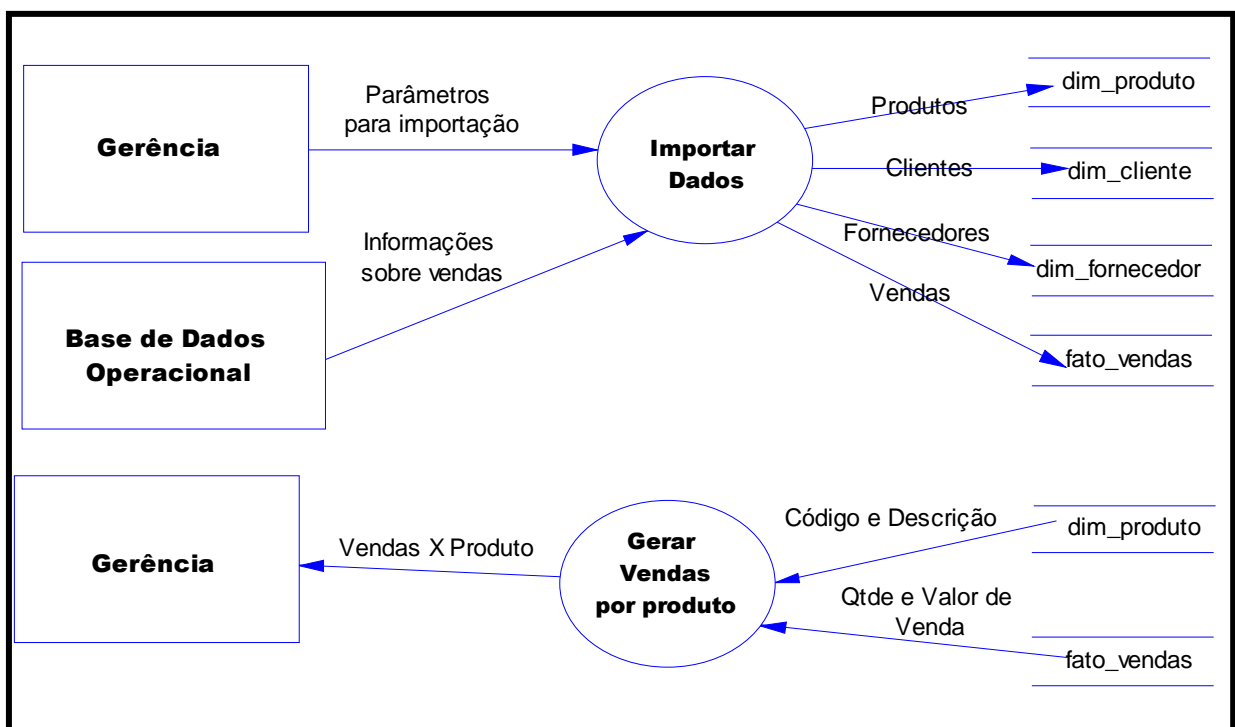 Gerência
Parâmetros
para importação
Importar
Dados
Produtos
dim_produto
Clientes
dim_cliente
Fornecedores
dim_fornecedor
Vendas
fato_vendas
Informações
sobre vendas
Base de Dados
Operacional
Gerência
Vendas X Produto
Gerar
Vendas
por produto
Código e Descrição
dim_produto
Qtde e Valor de
Venda
fato_vendas